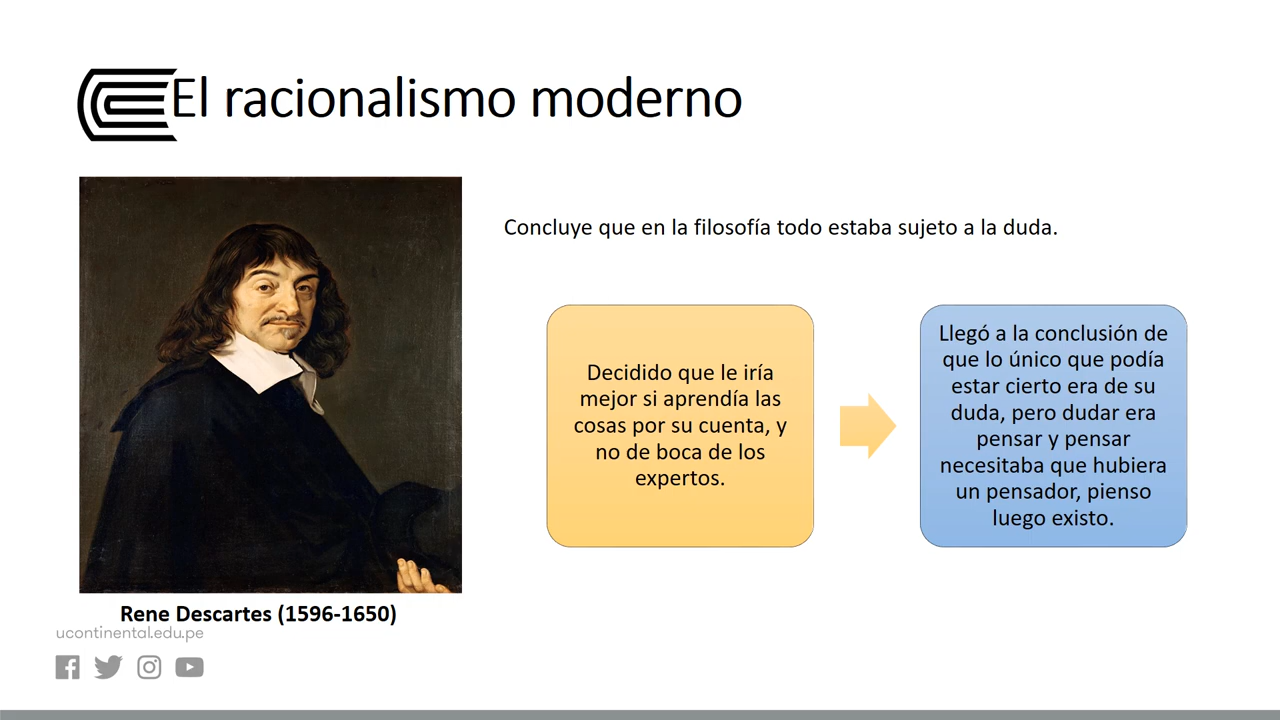 El racionalismo moderno
Concluye que en la filosofía todo estaba sujeto a la duda.
Decidido que le iría
mejor si aprendía las
cosas por su cuenta, y
no de boca de los
expertos.
Llegó a la conclusión de
que lo único que podía
estar cierto era de su
duda, pero dudar era
pensar y pensar
necesitaba que hubiera
un pensador, pienso
luego existo.
Rene Descartes (1596-1650)
ucontinental.edu.pe